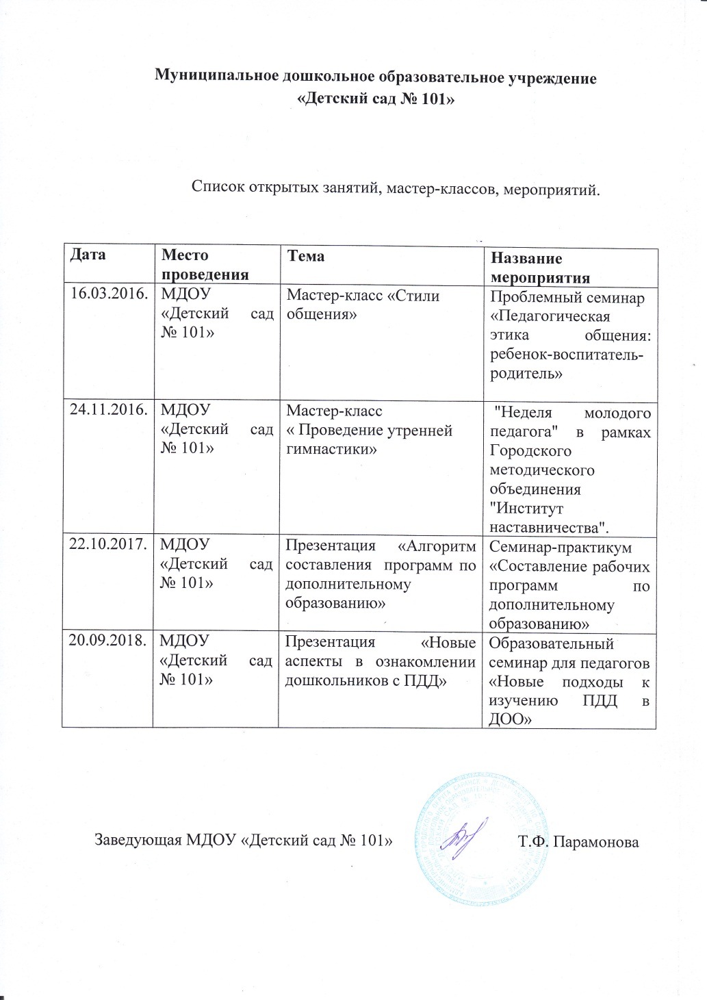 Муниципальное дошкольное образовательное учреждение
«Детский сад № 101»
Список открытых занятий, мастер-классов, мероприятий.
Дата
Место
проведения
Тема
Название
мероприятия
16.03.2016.
МДОУ
«Детский сад
№ 101»
Мастер-класс «Стили
общения»
Проблемный семинар
«Педагогическая
этика общения:
ребенок-воспитатель-
родитель»
24.11.2016.
МДОУ
«Детский сад
№ 101»
Мастер-класс
« Проведение утренней
гимнастики»
"Неделя молодого
педагога" в рамках
Городского
методического
объединения
"Институт
наставничества".
22.10.2017.
МДОУ
«Детский сад
№ 101»
Презентация «Алгоритм
составления программ по
дополнительному
образованию»
Семинар-практикум
«Составление рабочих
программ по
дополнительному
образованию»
20.09.2018.
МДОУ
«Детский сад
№ 101»
Презентация «Новые
аспекты в ознакомлении
дошкольников с ПДД»
Образовательный
семинар для педагогов
«Новые подходы к
изучению ПДД в
ДОО»
Заведующая МДОУ «Детский сад № 101» Т.Ф. Парамонова